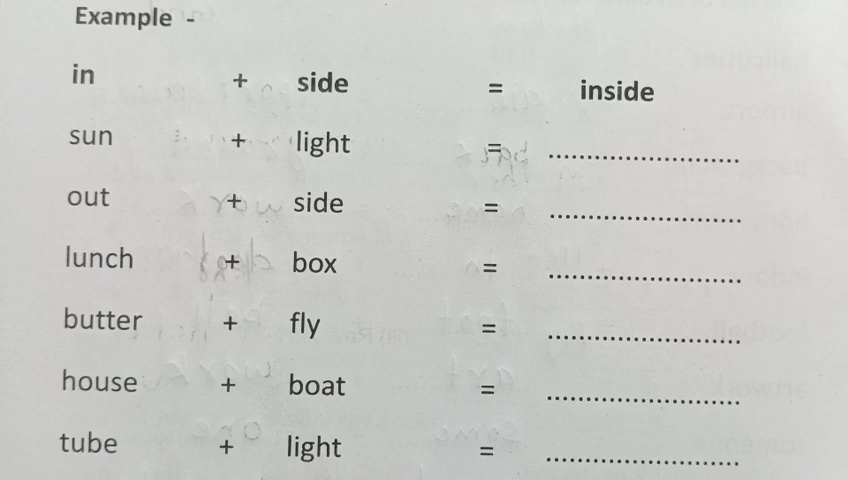 Example -
in + side = inside
sun + light = ........................
out + side = ........................
lunch + box = ........................
butter + fly = ........................
house + boat = ........................
tube + light = ........................